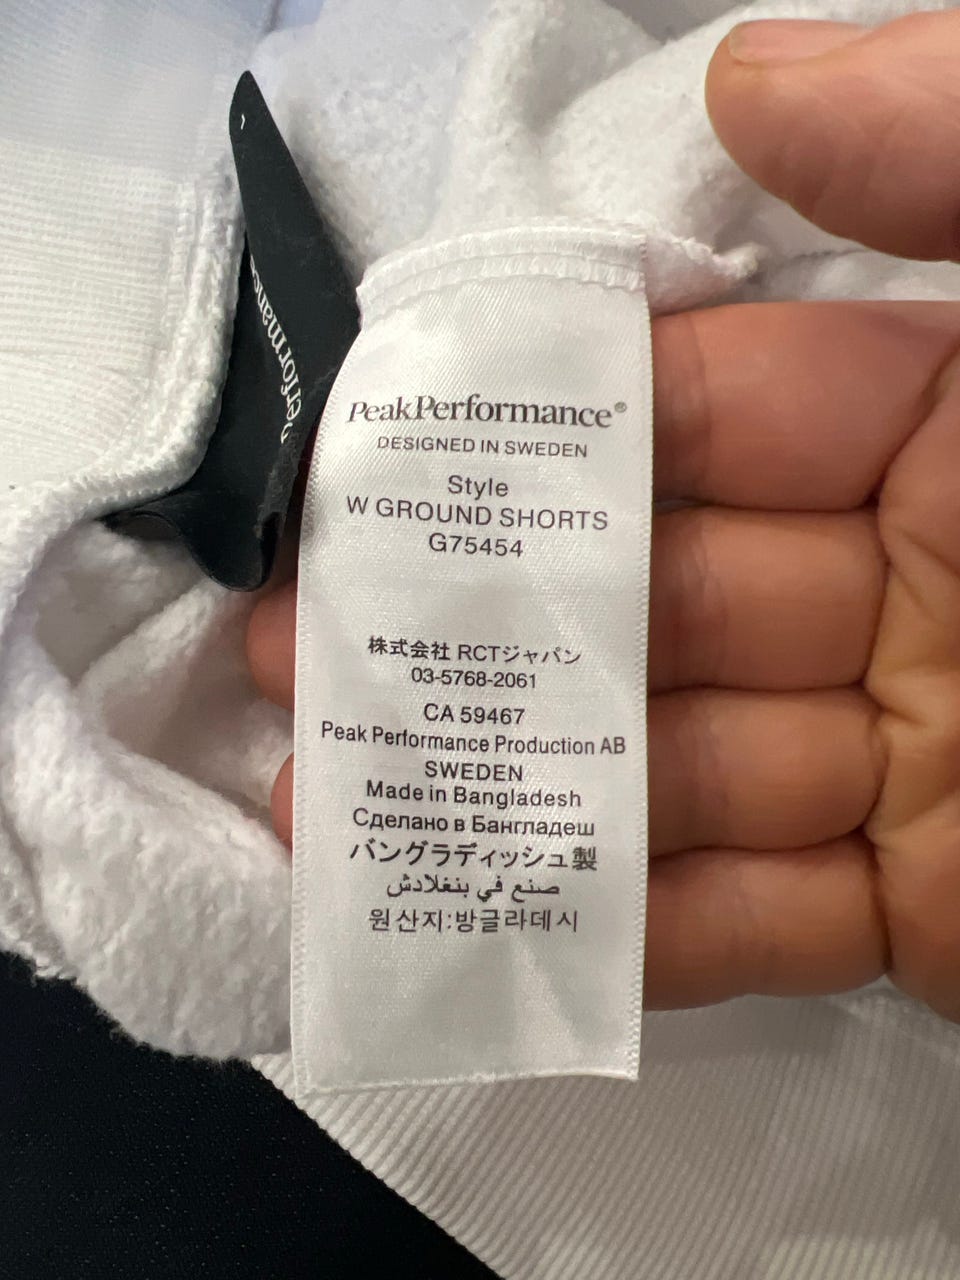 PeakPerformance®
DESIGNED IN SWEDEN
Style
W GROUND SHORTS
G75454
株式会社 RCTジャパン
03-5768-2061
CA 59467
Peak Performance Production AB
SWEDEN
Made in Bangladesh
Сделано в Бангладеш
バングラディッシュ製
صنع في بنغلادش
원산지:방글라데시
Performance